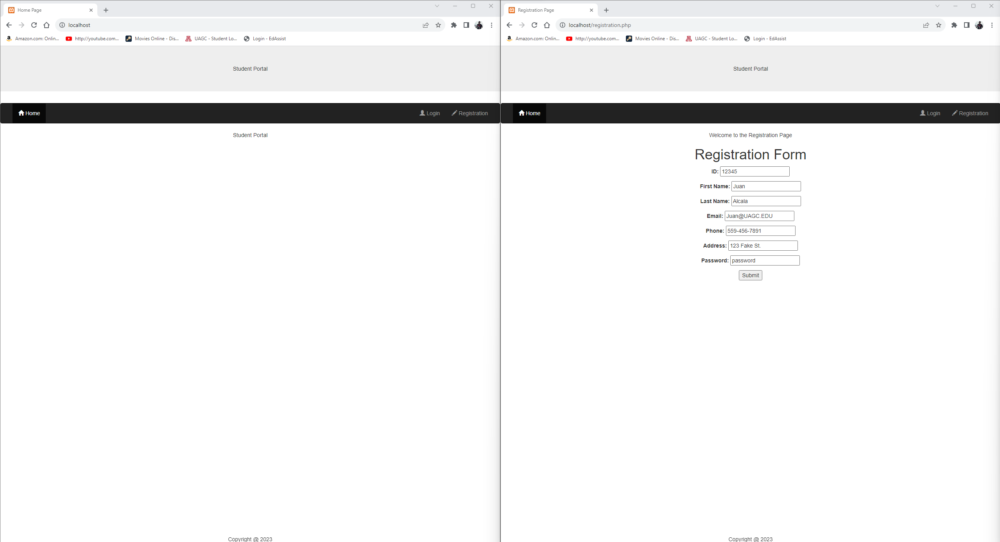 Home Page
localhost
Amazon.com: Onlin...
http://youtube.com...
Movies Online - Dis...
UAGC - Student Lo...
Login - EdAssist
Student Portal
Home
Login
Registration
Student Portal
Copyright @ 2023
Registration Page
localhost/registration.php
Amazon.com: Onlin...
http://youtube.com...
Movies Online - Dis...
UAGC - Student Lo...
Login - EdAssist
Student Portal
Home
Login
Registration
Welcome to the Registration Page
Registration Form
ID: 12345
First Name: Juan
Last Name: Alcala
Email: Juan@UAGC.EDU
Phone: 559-456-7891
Address: 123 Fake St.
Password: password
Submit
Copyright @ 2023